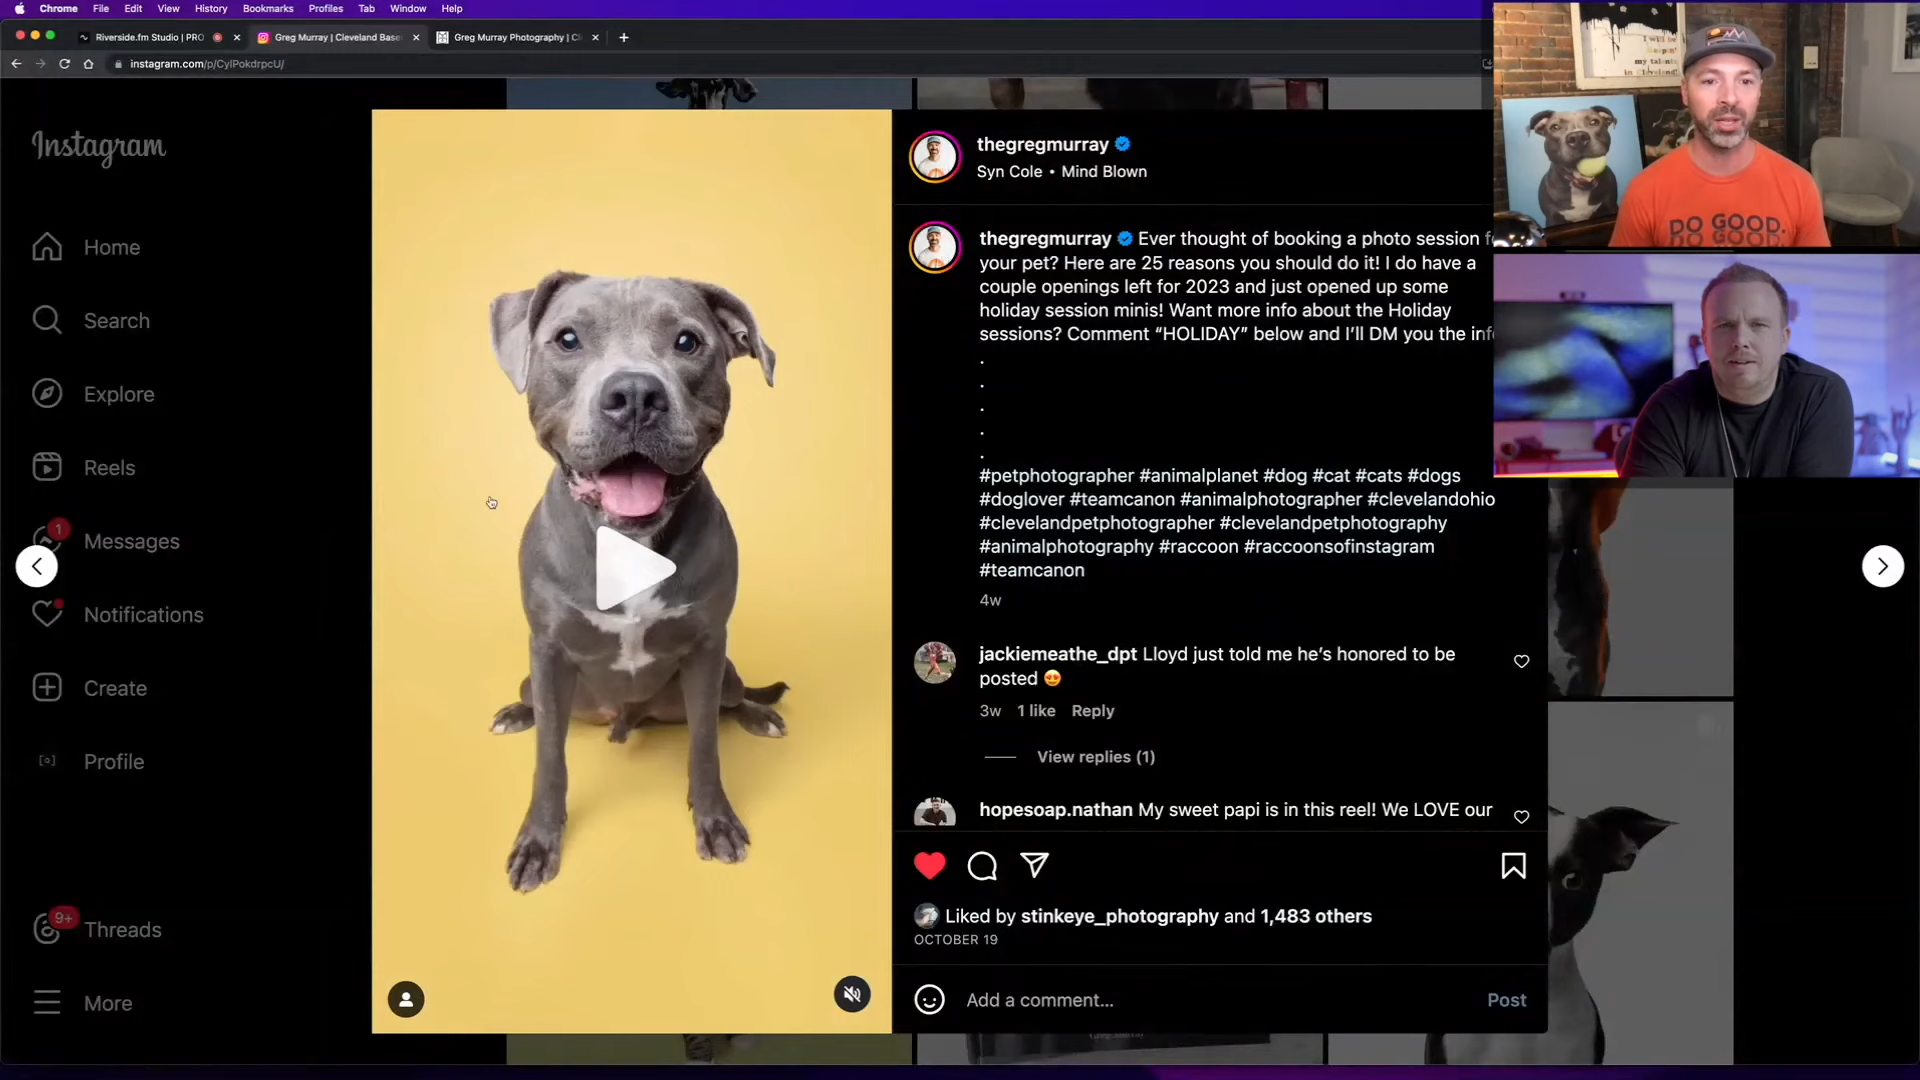 Chrome File Edit View History Bookmarks Profiles Tab Window Help
Riverside.fm Studio | PRO
Greg Murray | Cleveland Base
Greg Murray Photography | C
instagram.com/p/CylPokdrpcU/
Instagram
Home
Search
Explore
Reels
1
Messages
Notifications
Create
Profile
9+
Threads
More
thegregmurray
Syn Cole • Mind Blown
thegregmurray Ever thought of booking a photo session f
your pet? Here are 25 reasons you should do it! I do have a
couple openings left for 2023 and just opened up some
holiday session minis! Want more info about the Holiday
sessions? Comment “HOLIDAY” below and I’ll DM you the inf
.
.
.
.
.
#petphotographer #animalplanet #dog #cat #cats #dogs
#doglover #teamcanon #animalphotographer #clevelandohio
#clevelandpetphotographer #clevelandpetphotography
#animalphotography #raccoon #raccoonsofinstagram
#teamcanon
4w
jackiemeathe_dpt Lloyd just told me he’s honored to be
posted 😍
3w 1 like Reply
View replies (1)
hopesoap.nathan My sweet papi is in this reel! We LOVE our
Liked by stinkeye_photography and 1,483 others
OCTOBER 19
Add a comment...
Post
my talents
in Cleveland
DO GOOD.
DO GOOD.